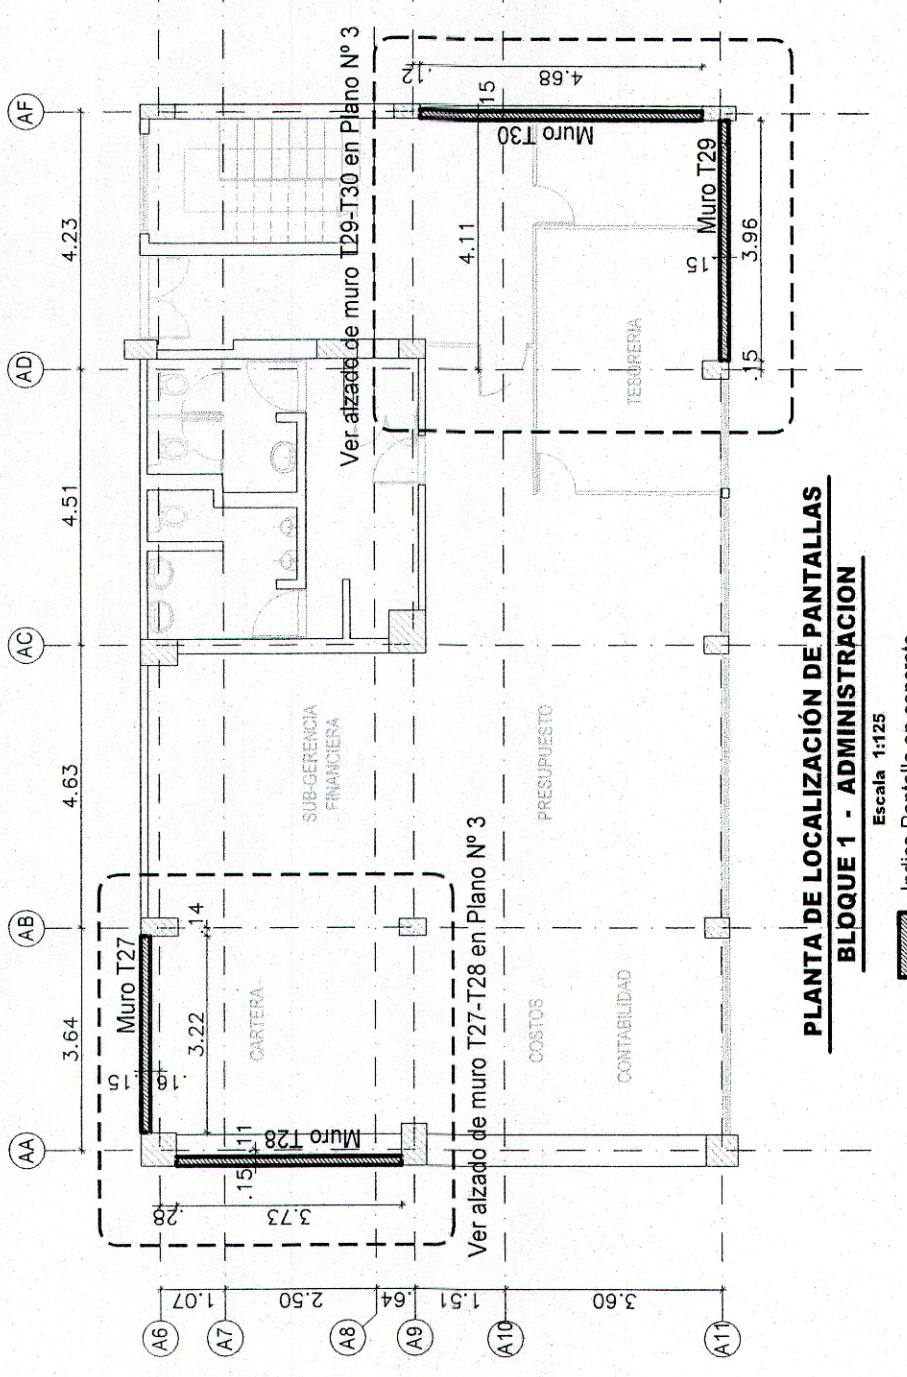 AA
AB
AC
AD
AF
3.64
4.63
4.51
4.23
A6
A7
A8
A9
A10
A11
1.07
2.50
.64
1.51
3.60
Muro T27
.15
.16
3.22
.14
CARTERA
Muro T28
.15
.11
.28
3.73
Ver alzado de muro T27-T28 en Plano Nº 3
SUB-GERENCIA
FINANCIERA
PRESUPUESTO
COSTOS
CONTABILIDAD
Ver alzado de muro T29-T30 en Plano Nº 3
.12
4.68
15
Muro T30
4.11
Muro T29
15
3.96
.15
TESORERIA
PLANTA DE LOCALIZACIÓN DE PANTALLAS
BLOQUE 1 - ADMINISTRACION
Escala 1:125
Indica Pantalla en concreto